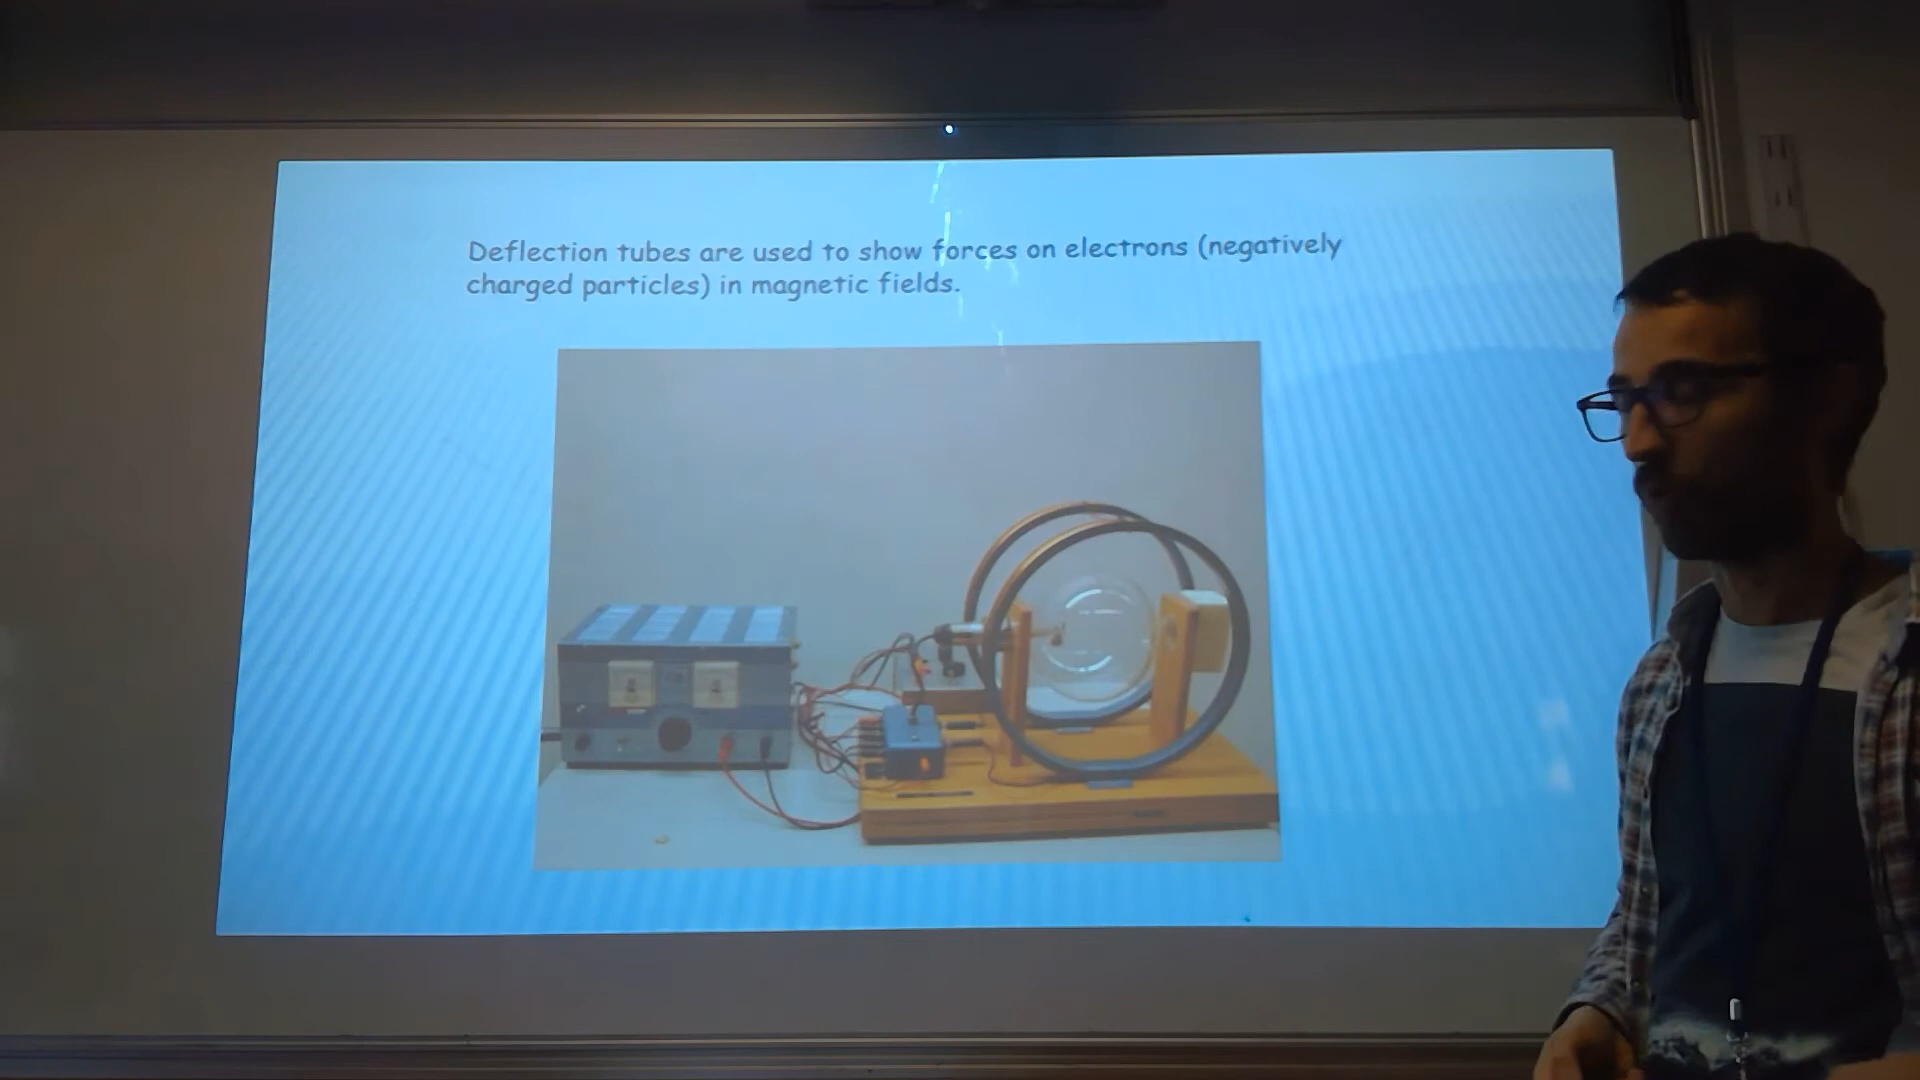 Deflection tubes are used to show forces on electrons (negatively
charged particles) in magnetic fields.